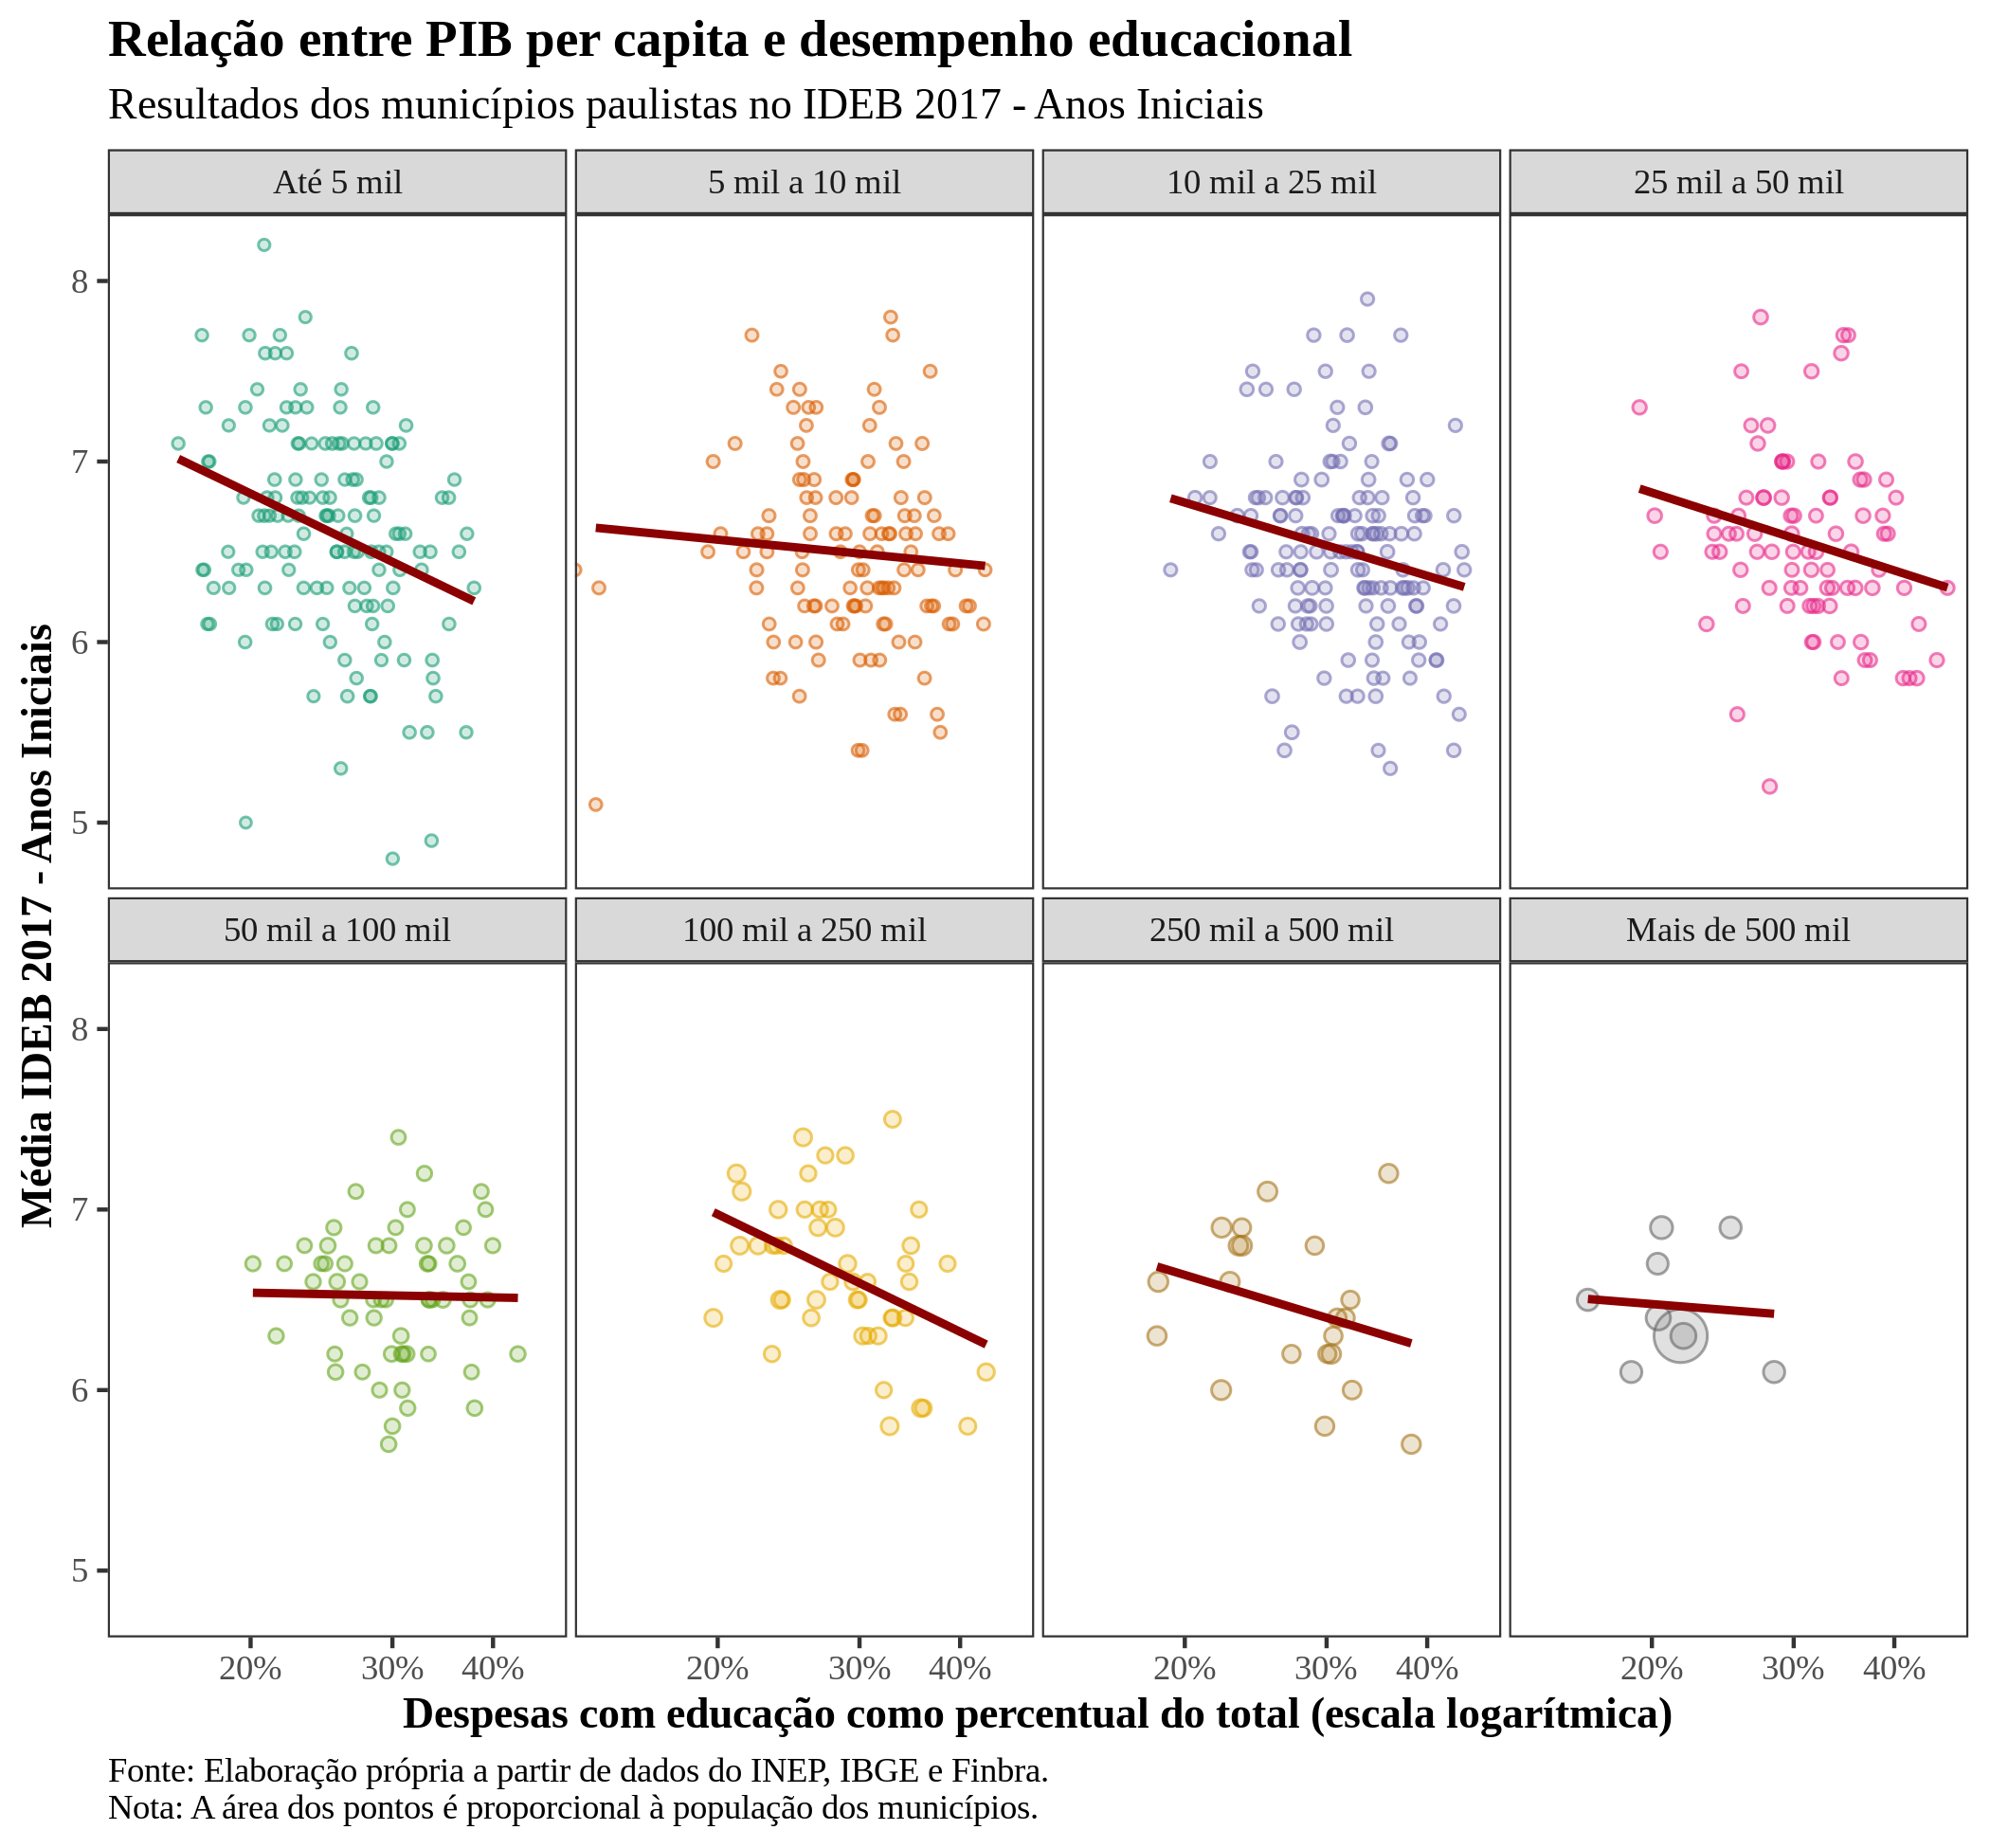 Relação entre PIB per capita e desempenho educacional
Resultados dos municípios paulistas no IDEB 2017 - Anos Iniciais
Até 5 mil
5 mil a 10 mil
10 mil a 25 mil
25 mil a 50 mil
8
7
6
5
50 mil a 100 mil
100 mil a 250 mil
250 mil a 500 mil
Mais de 500 mil
8
7
6
5
Média IDEB 2017 - Anos Iniciais
20% 30% 40%
20% 30% 40%
20% 30% 40%
20% 30% 40%
Despesas com educação como percentual do total (escala logarítmica)
Fonte: Elaboração própria a partir de dados do INEP, IBGE e Finbra.
Nota: A área dos pontos é proporcional à população dos municípios.